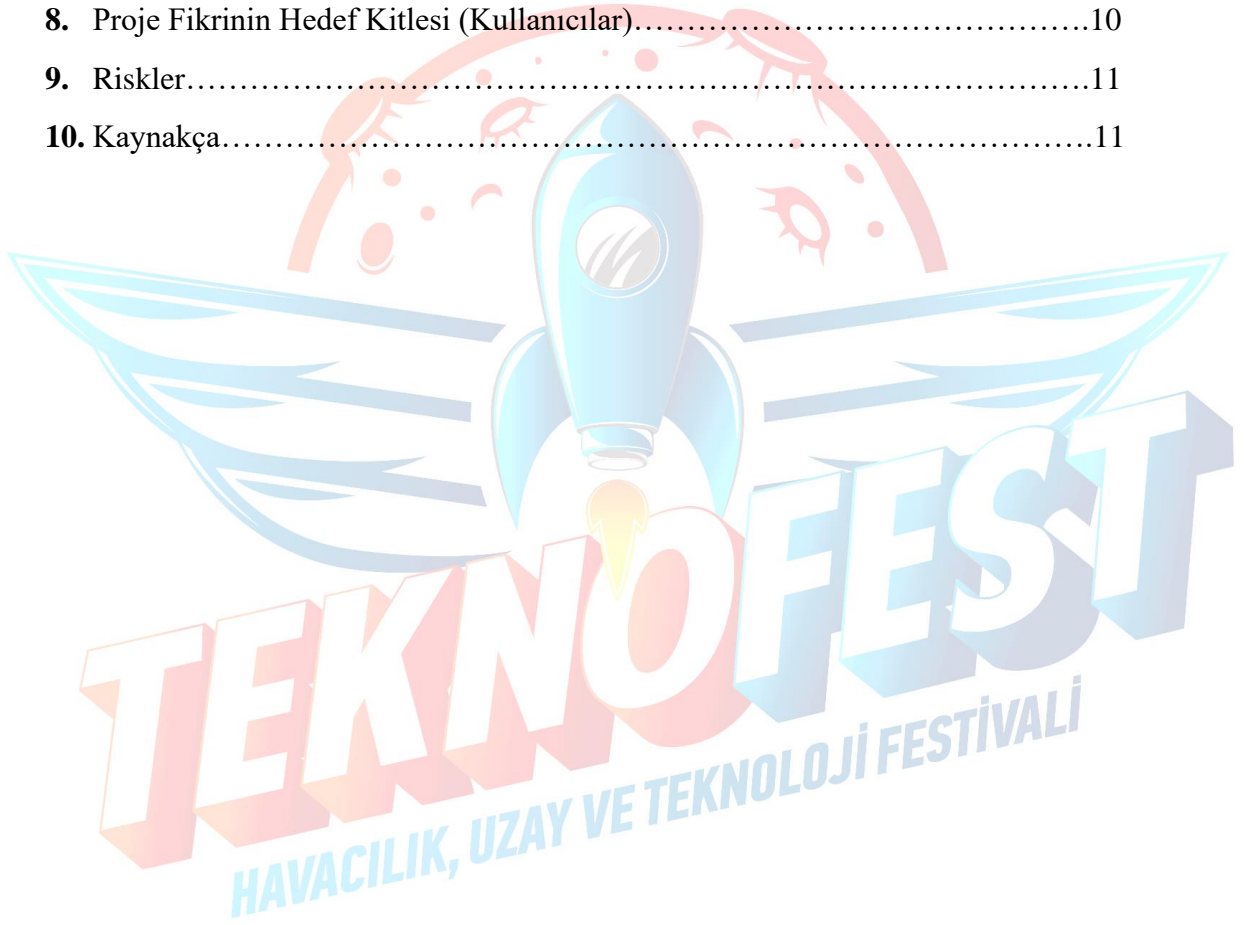 8. Proje Fikrinin Hedef Kitlesi (Kullanıcılar)……………………………………….10
9. Riskler……………………………………………………………………………….11
10. Kaynakça…………………………………………………………………………….11
TEKNOFEST
HAVACILIK, UZAY VE TEKNOLOJİ FESTİVALİ